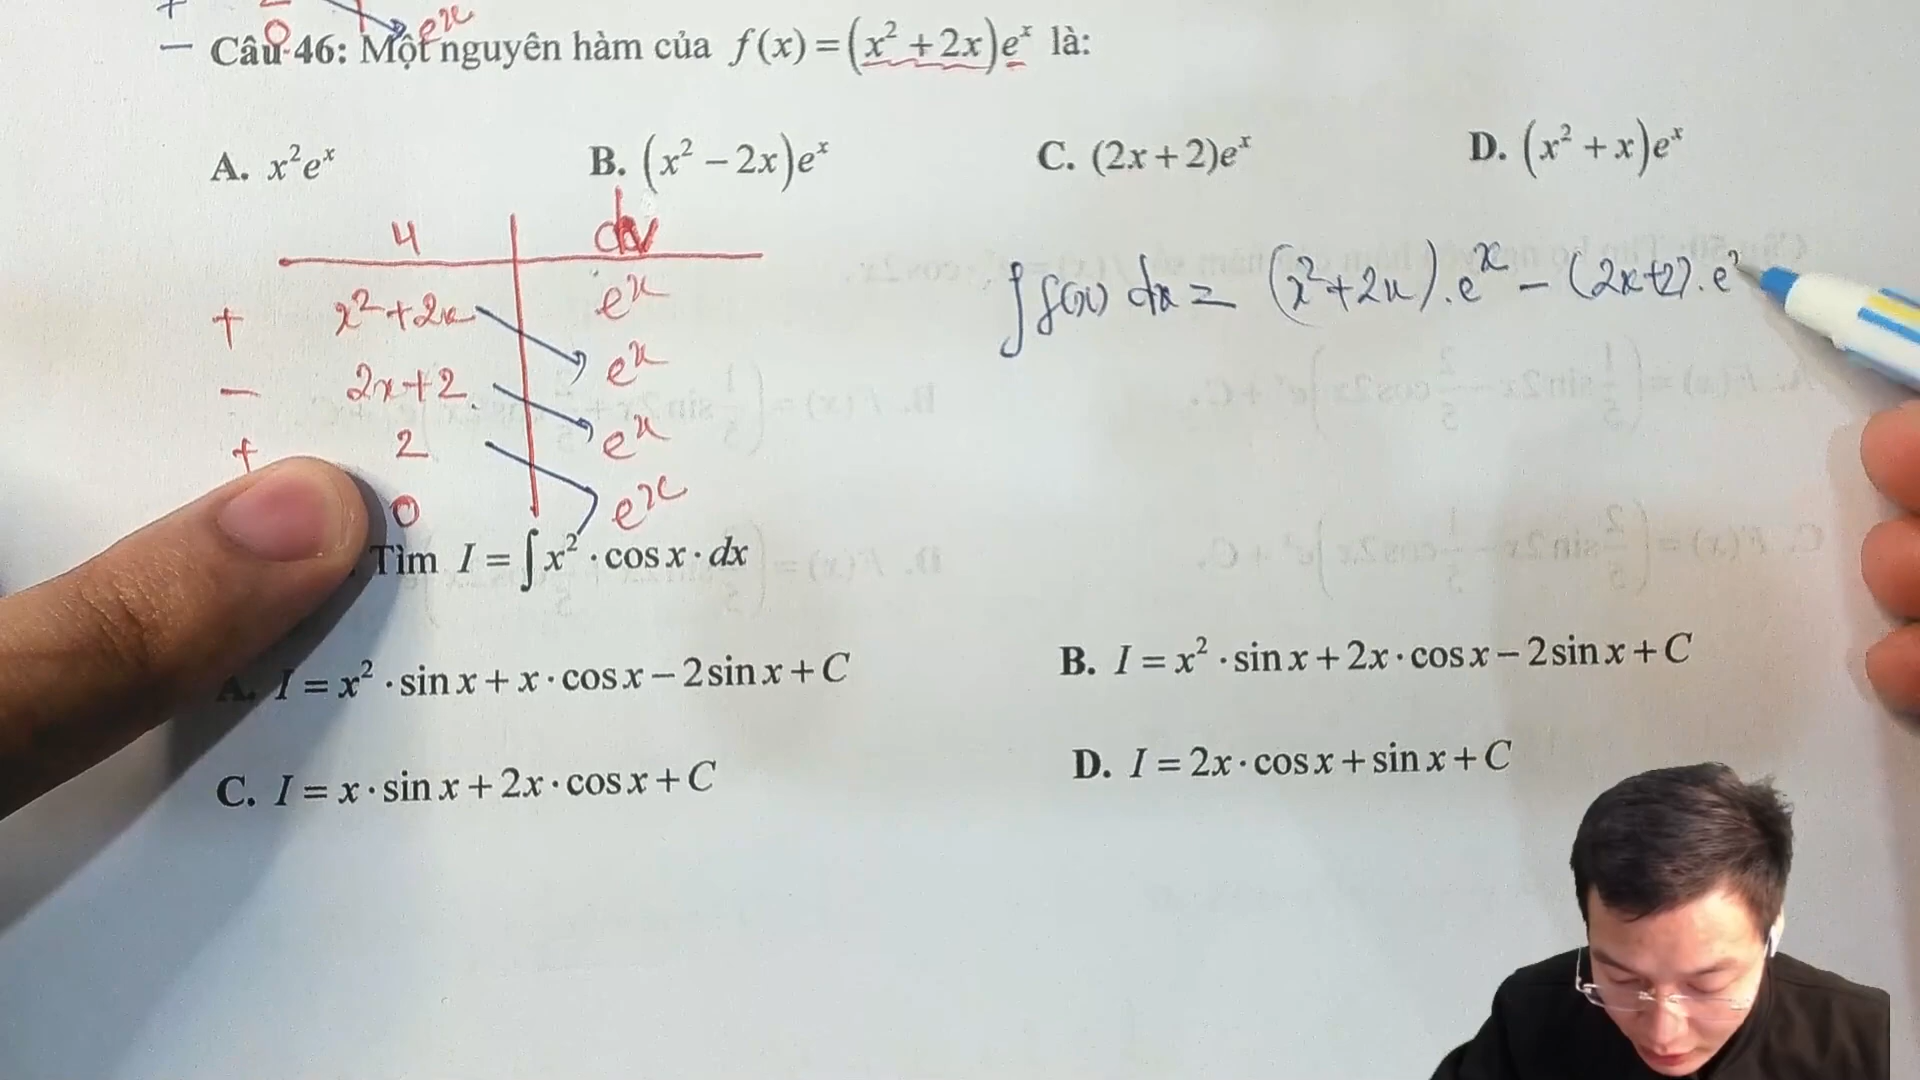 + 0 eˣ
— Câu 46: Một nguyên hàm của f(x) = (x² + 2x)eˣ là:
A. x²eˣ B. (x² − 2x)eˣ C. (2x + 2)eˣ D. (x² + x)eˣ
u dv
+ x²+2x eˣ
− 2x+2 eˣ
+ 2 eˣ
0 eˣ
∫f(x) dx = (x²+2x).eˣ − (2x+2).eˣ
Tìm I = ∫x² · cos x · dx
A. I = x² · sin x + x · cos x − 2 sin x + C B. I = x² · sin x + 2x · cos x − 2 sin x + C
C. I = x · sin x + 2x · cos x + C D. I = 2x · cos x + sin x + C